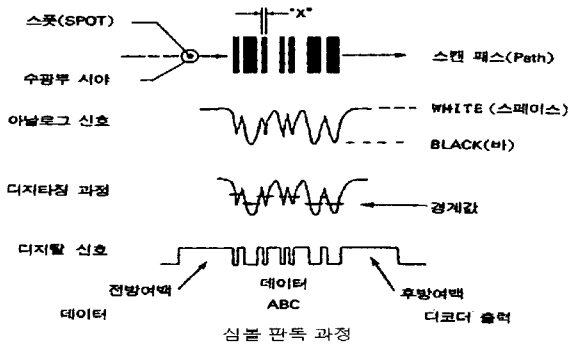 스폿(SPOT)
"X"
스캔 패스(Path)
수광부 시야
아날로그 신호
WHITE (스페이스)
BLACK(바)
디지타징 과정
경계값
디지탈 신호
전방여백
데이터
ABC
후방여백
데이터
디코더 출력
심볼 판독 과정